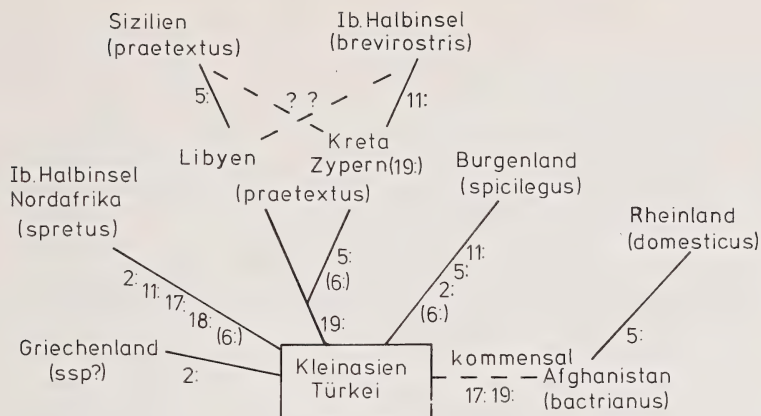 Sizilien
(praetextus)
Ib. Halbinsel
(brevirostris)
5:
? ?
11:
Libyen
Kreta
Zypern (19:)
(praetextus)
Burgenland
(spicilegus)
Ib. Halbinsel
Nordafrika
(spretus)
Rheinland
(domesticus)
2:
11:
17:
18:
(6:)
5:
(6:)
19:
11:
5:
2:
(6:)
5:
Griechenland
(ssp?)
2:
Kleinasien
Türkei
kommensal
17: 19:
Afghanistan
(bactrianus)